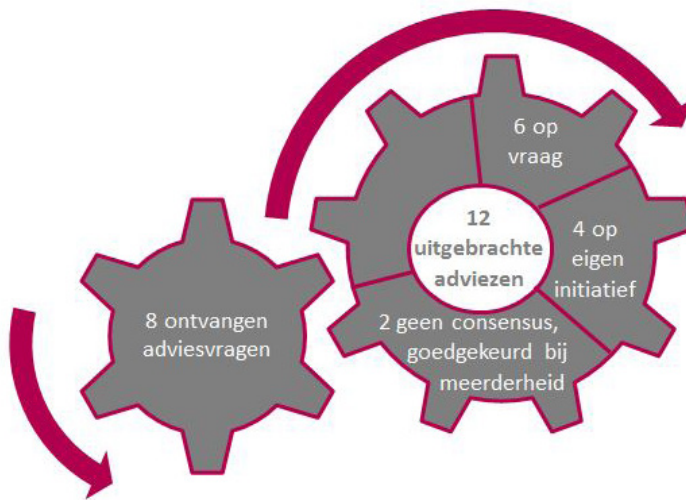 8 ontvangen
adviesvragen
12
uitgebrachte
adviezen
6 op
vraag
4 op
eigen
initiatief
2 geen consensus,
goedgekeurd bij
meerderheid